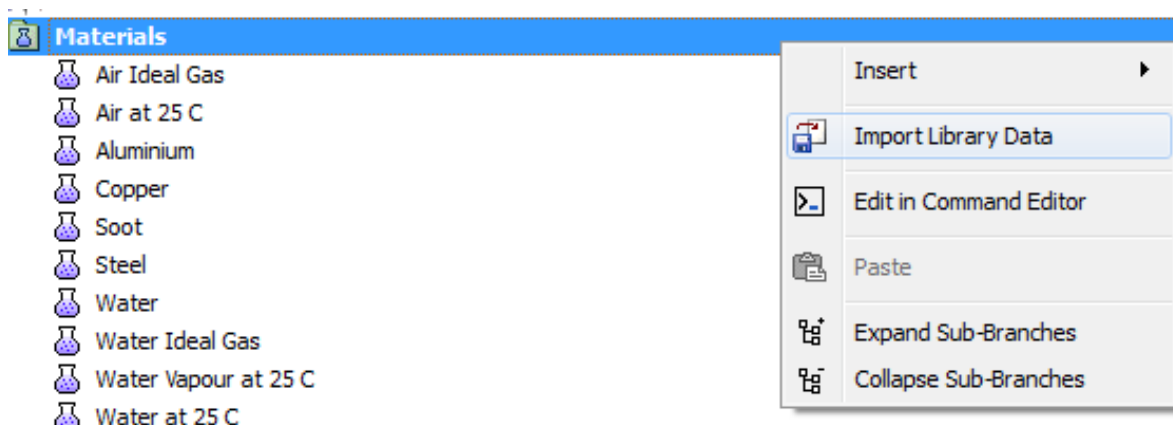 Materials
Air Ideal Gas
Air at 25 C
Aluminium
Copper
Soot
Steel
Water
Water Ideal Gas
Water Vapour at 25 C
Water at 25 C
Insert
Import Library Data
Edit in Command Editor
Paste
Expand Sub-Branches
Collapse Sub-Branches